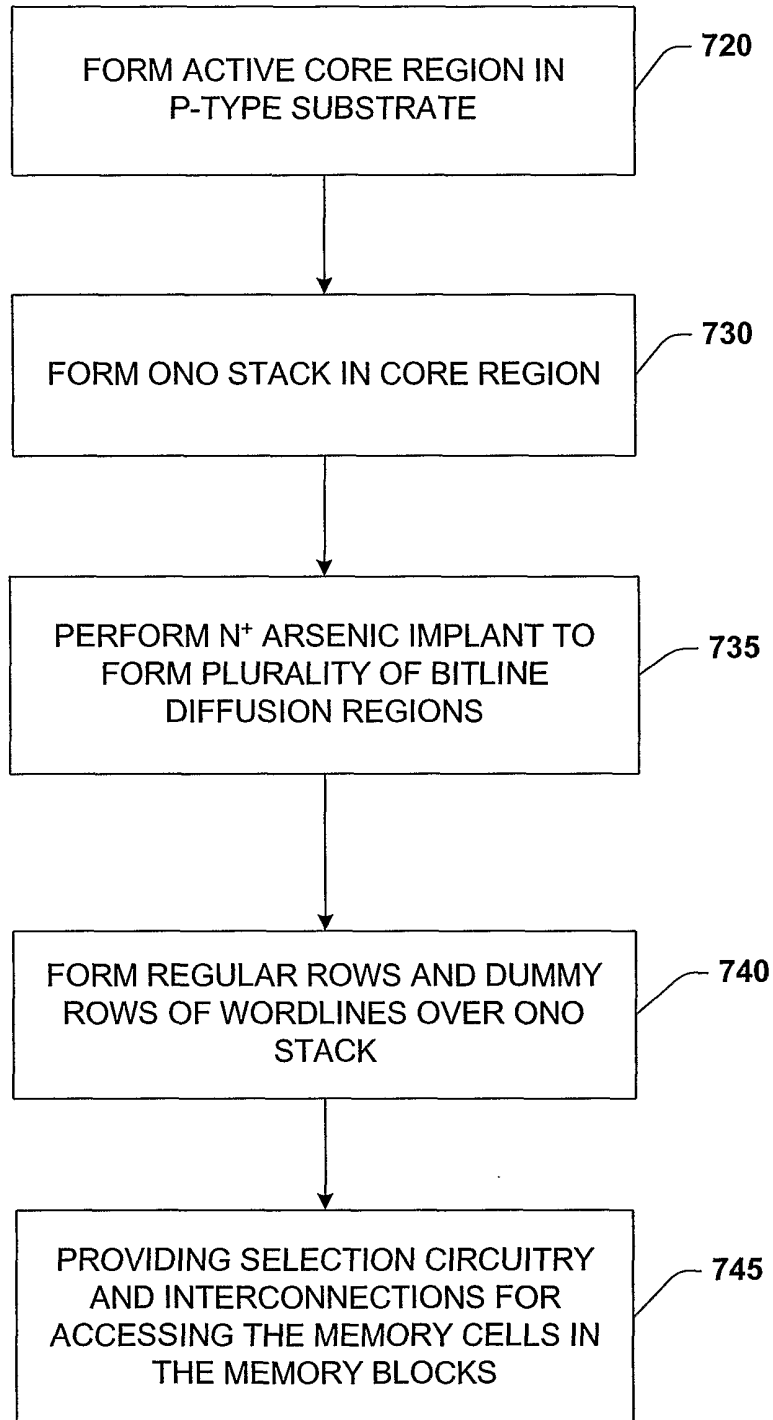 FORM ACTIVE CORE REGION IN
P-TYPE SUBSTRATE
720
FORM ONO STACK IN CORE REGION
730
PERFORM N⁺ ARSENIC IMPLANT TO
FORM PLURALITY OF BITLINE
DIFFUSION REGIONS
735
FORM REGULAR ROWS AND DUMMY
ROWS OF WORDLINES OVER ONO
STACK
740
PROVIDING SELECTION CIRCUITRY
AND INTERCONNECTIONS FOR
ACCESSING THE MEMORY CELLS IN
THE MEMORY BLOCKS
745